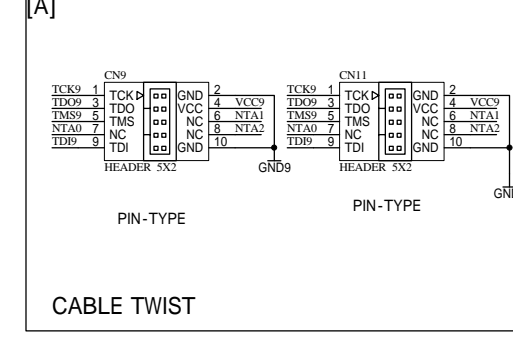 [A]
CN9
TCK9 1 TCK GND 2
TDO9 3 TDO VCC 4 VCC9
TMS9 5 TMS NC 6 NTA1
NTA0 7 NC NC 8 NTA2
TDI9 9 TDI GND 10
HEADER 5X2
GND9
PIN-TYPE
CN11
TCK9 1 TCK GND 2
TDO9 3 TDO VCC 4 VCC9
TMS9 5 TMS NC 6 NTA1
NTA0 7 NC NC 8 NTA2
TDI9 9 TDI GND 10
HEADER 5X2
PIN-TYPE
CABLE TWIST